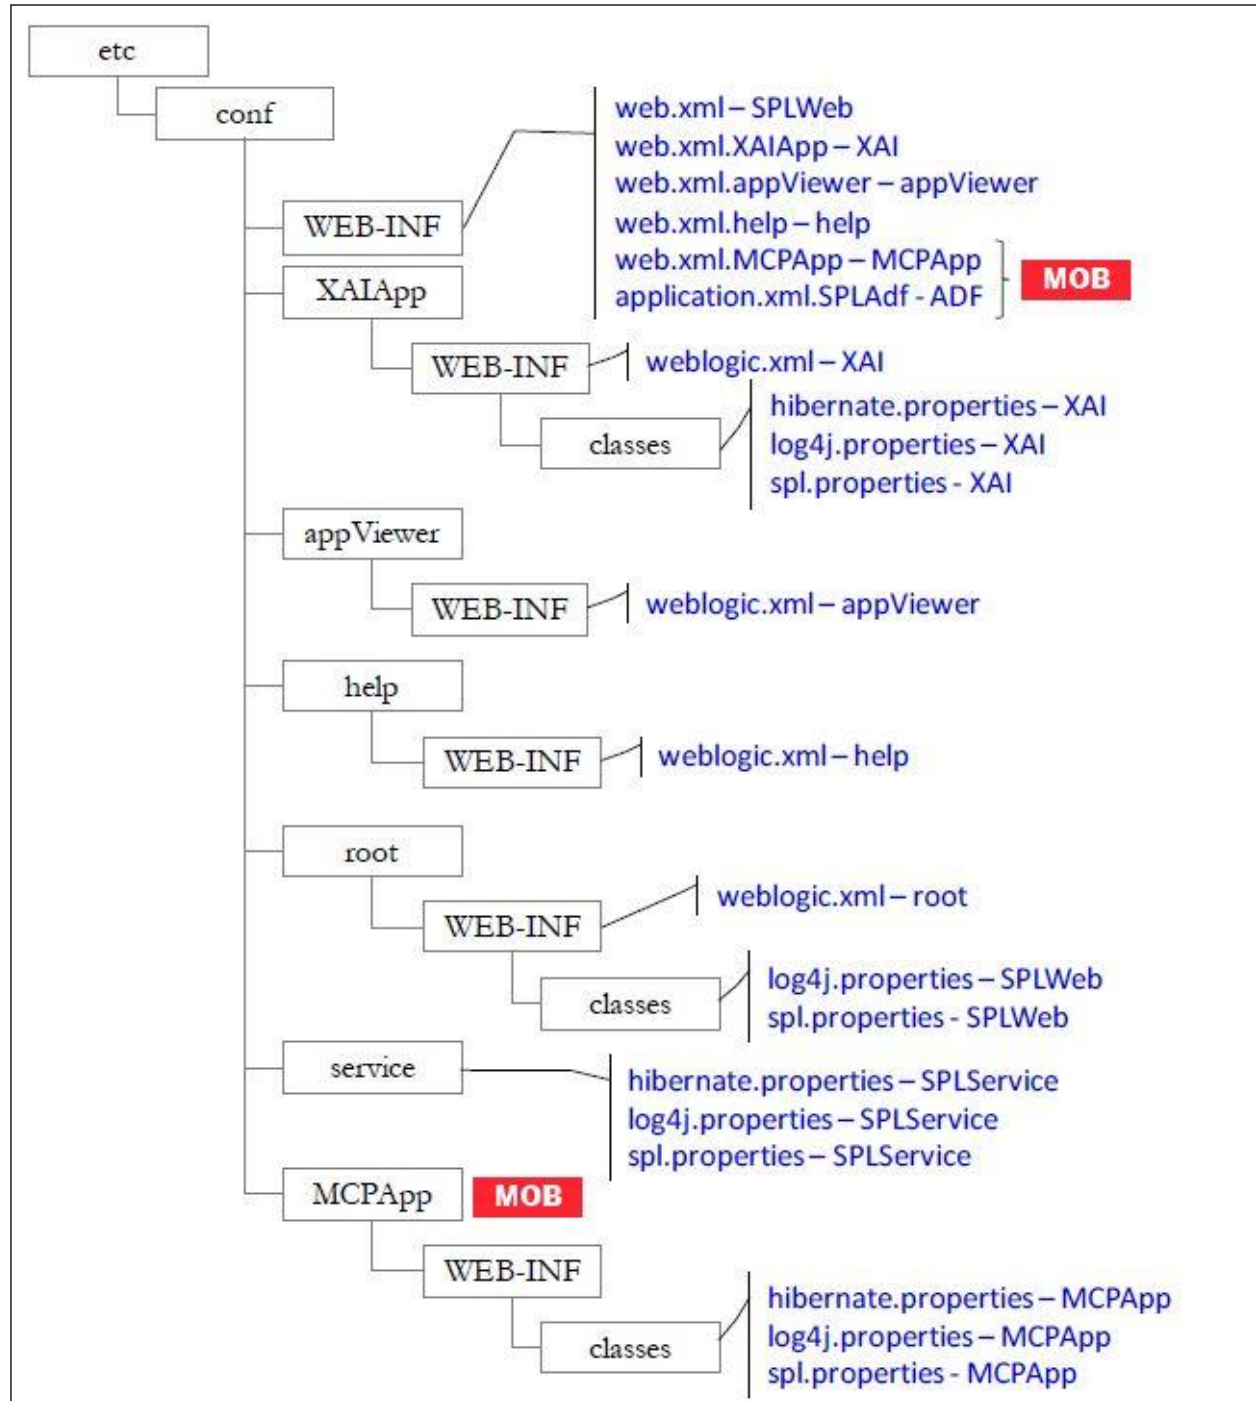 etc
conf
web.xml – SPLWeb
web.xml.XAIApp – XAI
web.xml.appViewer – appViewer
WEB-INF
web.xml.help – help
web.xml.MCPApp – MCPApp
MOB
XAIApp
application.xml.SPLAdf - ADF
WEB-INF
weblogic.xml – XAI
hibernate.properties – XAI
classes
log4j.properties – XAI
spl.properties - XAI
appViewer
WEB-INF
weblogic.xml – appViewer
help
WEB-INF
weblogic.xml – help
root
weblogic.xml – root
WEB-INF
log4j.properties – SPLWeb
classes
spl.properties - SPLWeb
service
hibernate.properties – SPLService
log4j.properties – SPLService
spl.properties – SPLService
MCPApp
MOB
WEB-INF
hibernate.properties – MCPApp
classes
log4j.properties – MCPApp
spl.properties - MCPApp